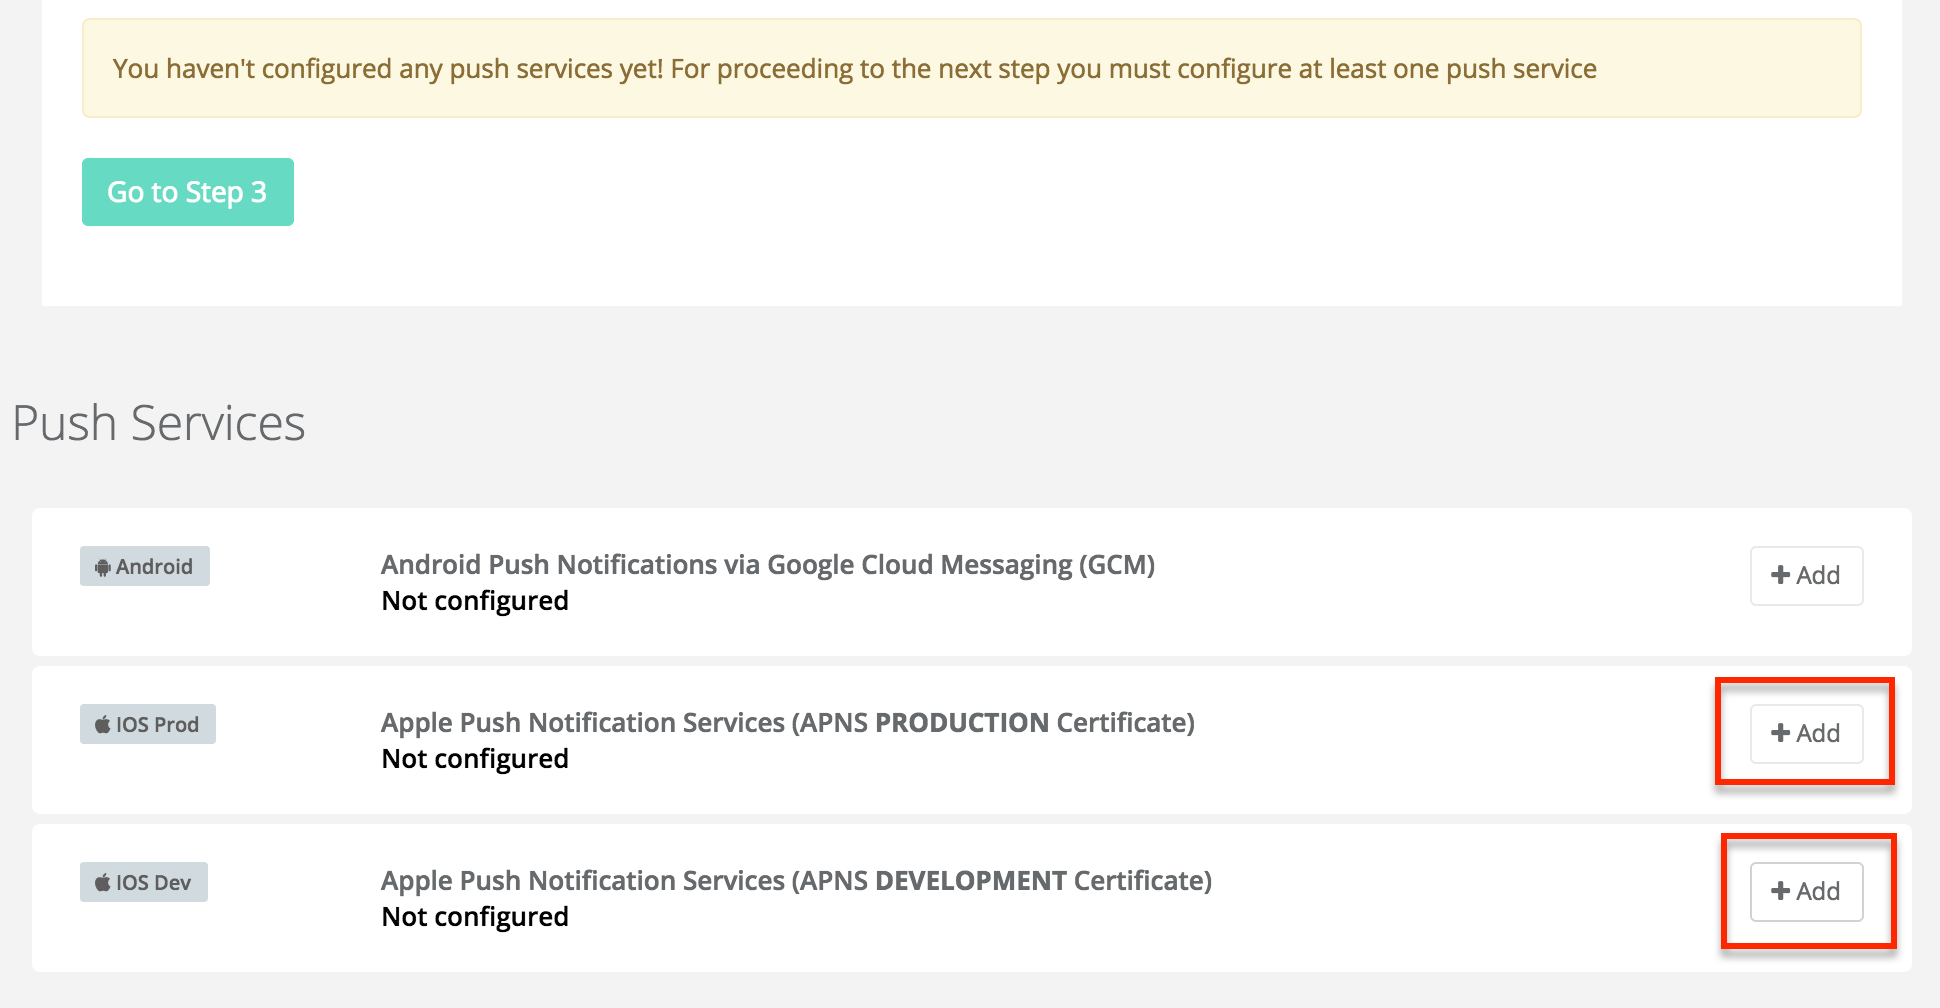 You haven't configured any push services yet! For proceeding to the next step you must configure at least one push service
Go to Step 3
Push Services
Android
Android Push Notifications via Google Cloud Messaging (GCM)
Not configured
Add
IOS Prod
Apple Push Notification Services (APNS PRODUCTION Certificate)
Not configured
Add
IOS Dev
Apple Push Notification Services (APNS DEVELOPMENT Certificate)
Not configured
Add